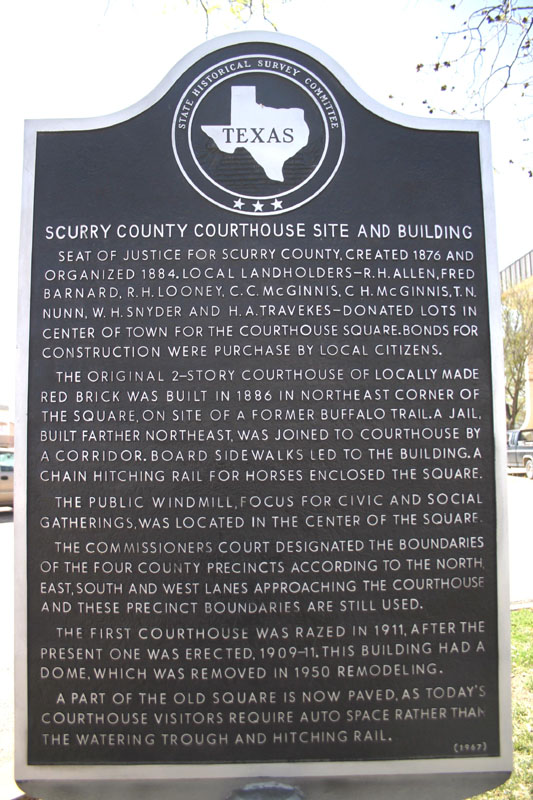 STATE HISTORICAL SURVEY COMMITTEE
TEXAS
SCURRY COUNTY COURTHOUSE SITE AND BUILDING
SEAT OF JUSTICE FOR SCURRY COUNTY, CREATED 1876 AND
ORGANIZED 1884. LOCAL LANDHOLDERS—R. H. ALLEN, FRED
BARNARD, R. H. LOONEY, C. C. McGINNIS, C H. McGINNIS, T. N.
NUNN, W. H. SNYDER AND H. A. TRAVEKES—DONATED LOTS IN
CENTER OF TOWN FOR THE COURTHOUSE SQUARE. BONDS FOR
CONSTRUCTION WERE PURCHASE BY LOCAL CITIZENS.
THE ORIGINAL 2-STORY COURTHOUSE OF LOCALLY MADE
RED BRICK WAS BUILT IN 1886 IN NORTHEAST CORNER OF
THE SQUARE, ON SITE OF A FORMER BUFFALO TRAIL. A JAIL,
BUILT FARTHER NORTHEAST, WAS JOINED TO COURTHOUSE BY
A CORRIDOR. BOARD SIDEWALKS LED TO THE BUILDING. A
CHAIN HITCHING RAIL FOR HORSES ENCLOSED THE SQUARE.
THE PUBLIC WINDMILL, FOCUS FOR CIVIC AND SOCIAL
GATHERINGS, WAS LOCATED IN THE CENTER OF THE SQUARE.
THE COMMISSIONERS COURT DESIGNATED THE BOUNDARIES
OF THE FOUR COUNTY PRECINCTS ACCORDING TO THE NORTH,
EAST, SOUTH AND WEST LANES APPROACHING THE COURTHOUSE
AND THESE PRECINCT BOUNDARIES ARE STILL USED.
THE FIRST COURTHOUSE WAS RAZED IN 1911, AFTER THE
PRESENT ONE WAS ERECTED, 1909-11. THIS BUILDING HAD A
DOME, WHICH WAS REMOVED IN 1950 REMODELING.
A PART OF THE OLD SQUARE IS NOW PAVED, AS TODAY'S
COURTHOUSE VISITORS REQUIRE AUTO SPACE RATHER THAN
THE WATERING TROUGH AND HITCHING RAIL.
(1967)